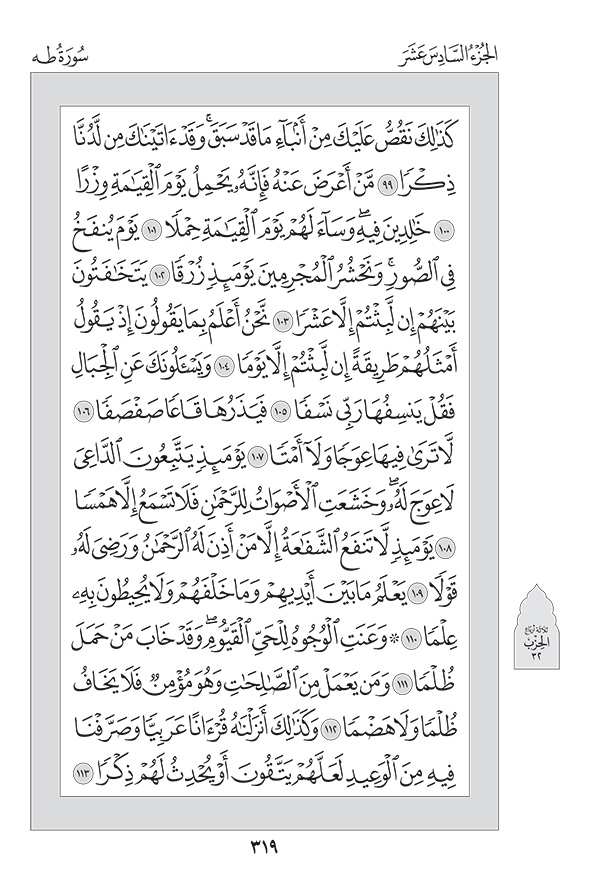 الجُزْءُ السَّادِسَ عَشَرَ
سُورَةُ طه
كَذَٰلِكَ نَقُصُّ عَلَيْكَ مِنْ أَنۢبَآءِ مَا قَدْ سَبَقَۚ وَقَدْ ءَاتَيْنَٰكَ مِن لَّدُنَّا
ذِكْرًا ٩٩ مَّنْ أَعْرَضَ عَنْهُ فَإِنَّهُۥ يَحْمِلُ يَوْمَ ٱلْقِيَٰمَةِ وِزْرًا
١٠٠ خَٰلِدِينَ فِيهِۖ وَسَآءَ لَهُمْ يَوْمَ ٱلْقِيَٰمَةِ حِمْلًا ١٠١ يَوْمَ يُنفَخُ
فِي ٱلصُّورِۚ وَنَحْشُرُ ٱلْمُجْرِمِينَ يَوْمَئِذٍ زُرْقًا ١٠٢ يَتَخَٰفَتُونَ
بَيْنَهُمْ إِن لَّبِثْتُمْ إِلَّا عَشْرًا ١٠٣ نَّحْنُ أَعْلَمُ بِمَا يَقُولُونَ إِذْ يَقُولُ
أَمْثَلُهُمْ طَرِيقَةً إِن لَّبِثْتُمْ إِلَّا يَوْمًا ١٠٤ وَيَسْـَٔلُونَكَ عَنِ ٱلْجِبَالِ
فَقُلْ يَنسِفُهَا رَبِّي نَسْفًا ١٠٥ فَيَذَرُهَا قَاعًا صَفْصَفًا ١٠٦
لَّا تَرَىٰ فِيهَا عِوَجًا وَلَآ أَمْتًا ١٠٧ يَوْمَئِذٍ يَتَّبِعُونَ ٱلدَّاعِيَ
لَا عِوَجَ لَهُۥۖ وَخَشَعَتِ ٱلْأَصْوَاتُ لِلرَّحْمَٰنِ فَلَا تَسْمَعُ إِلَّا هَمْسًا
١٠٨ يَوْمَئِذٍ لَّا تَنفَعُ ٱلشَّفَٰعَةُ إِلَّا مَنْ أَذِنَ لَهُ ٱلرَّحْمَٰنُ وَرَضِيَ لَهُۥ
قَوْلًا ١٠٩ يَعْلَمُ مَا بَيْنَ أَيْدِيهِمْ وَمَا خَلْفَهُمْ وَلَا يُحِيطُونَ بِهِۦ
عِلْمًا ١١٠ ۞ وَعَنَتِ ٱلْوُجُوهُ لِلْحَيِّ ٱلْقَيُّومِۖ وَقَدْ خَابَ مَنْ حَمَلَ
ظُلْمًا ١١١ وَمَن يَعْمَلْ مِنَ ٱلصَّٰلِحَٰتِ وَهُوَ مُؤْمِنٌ فَلَا يَخَافُ
ظُلْمًا وَلَا هَضْمًا ١١٢ وَكَذَٰلِكَ أَنزَلْنَٰهُ قُرْءَانًا عَرَبِيًّا وَصَرَّفْنَا
فِيهِ مِنَ ٱلْوَعِيدِ لَعَلَّهُمْ يَتَّقُونَ أَوْ يُحْدِثُ لَهُمْ ذِكْرًا ١١٣
ثلاثة أرباع
الحِزْب
٣٢
٣١٩